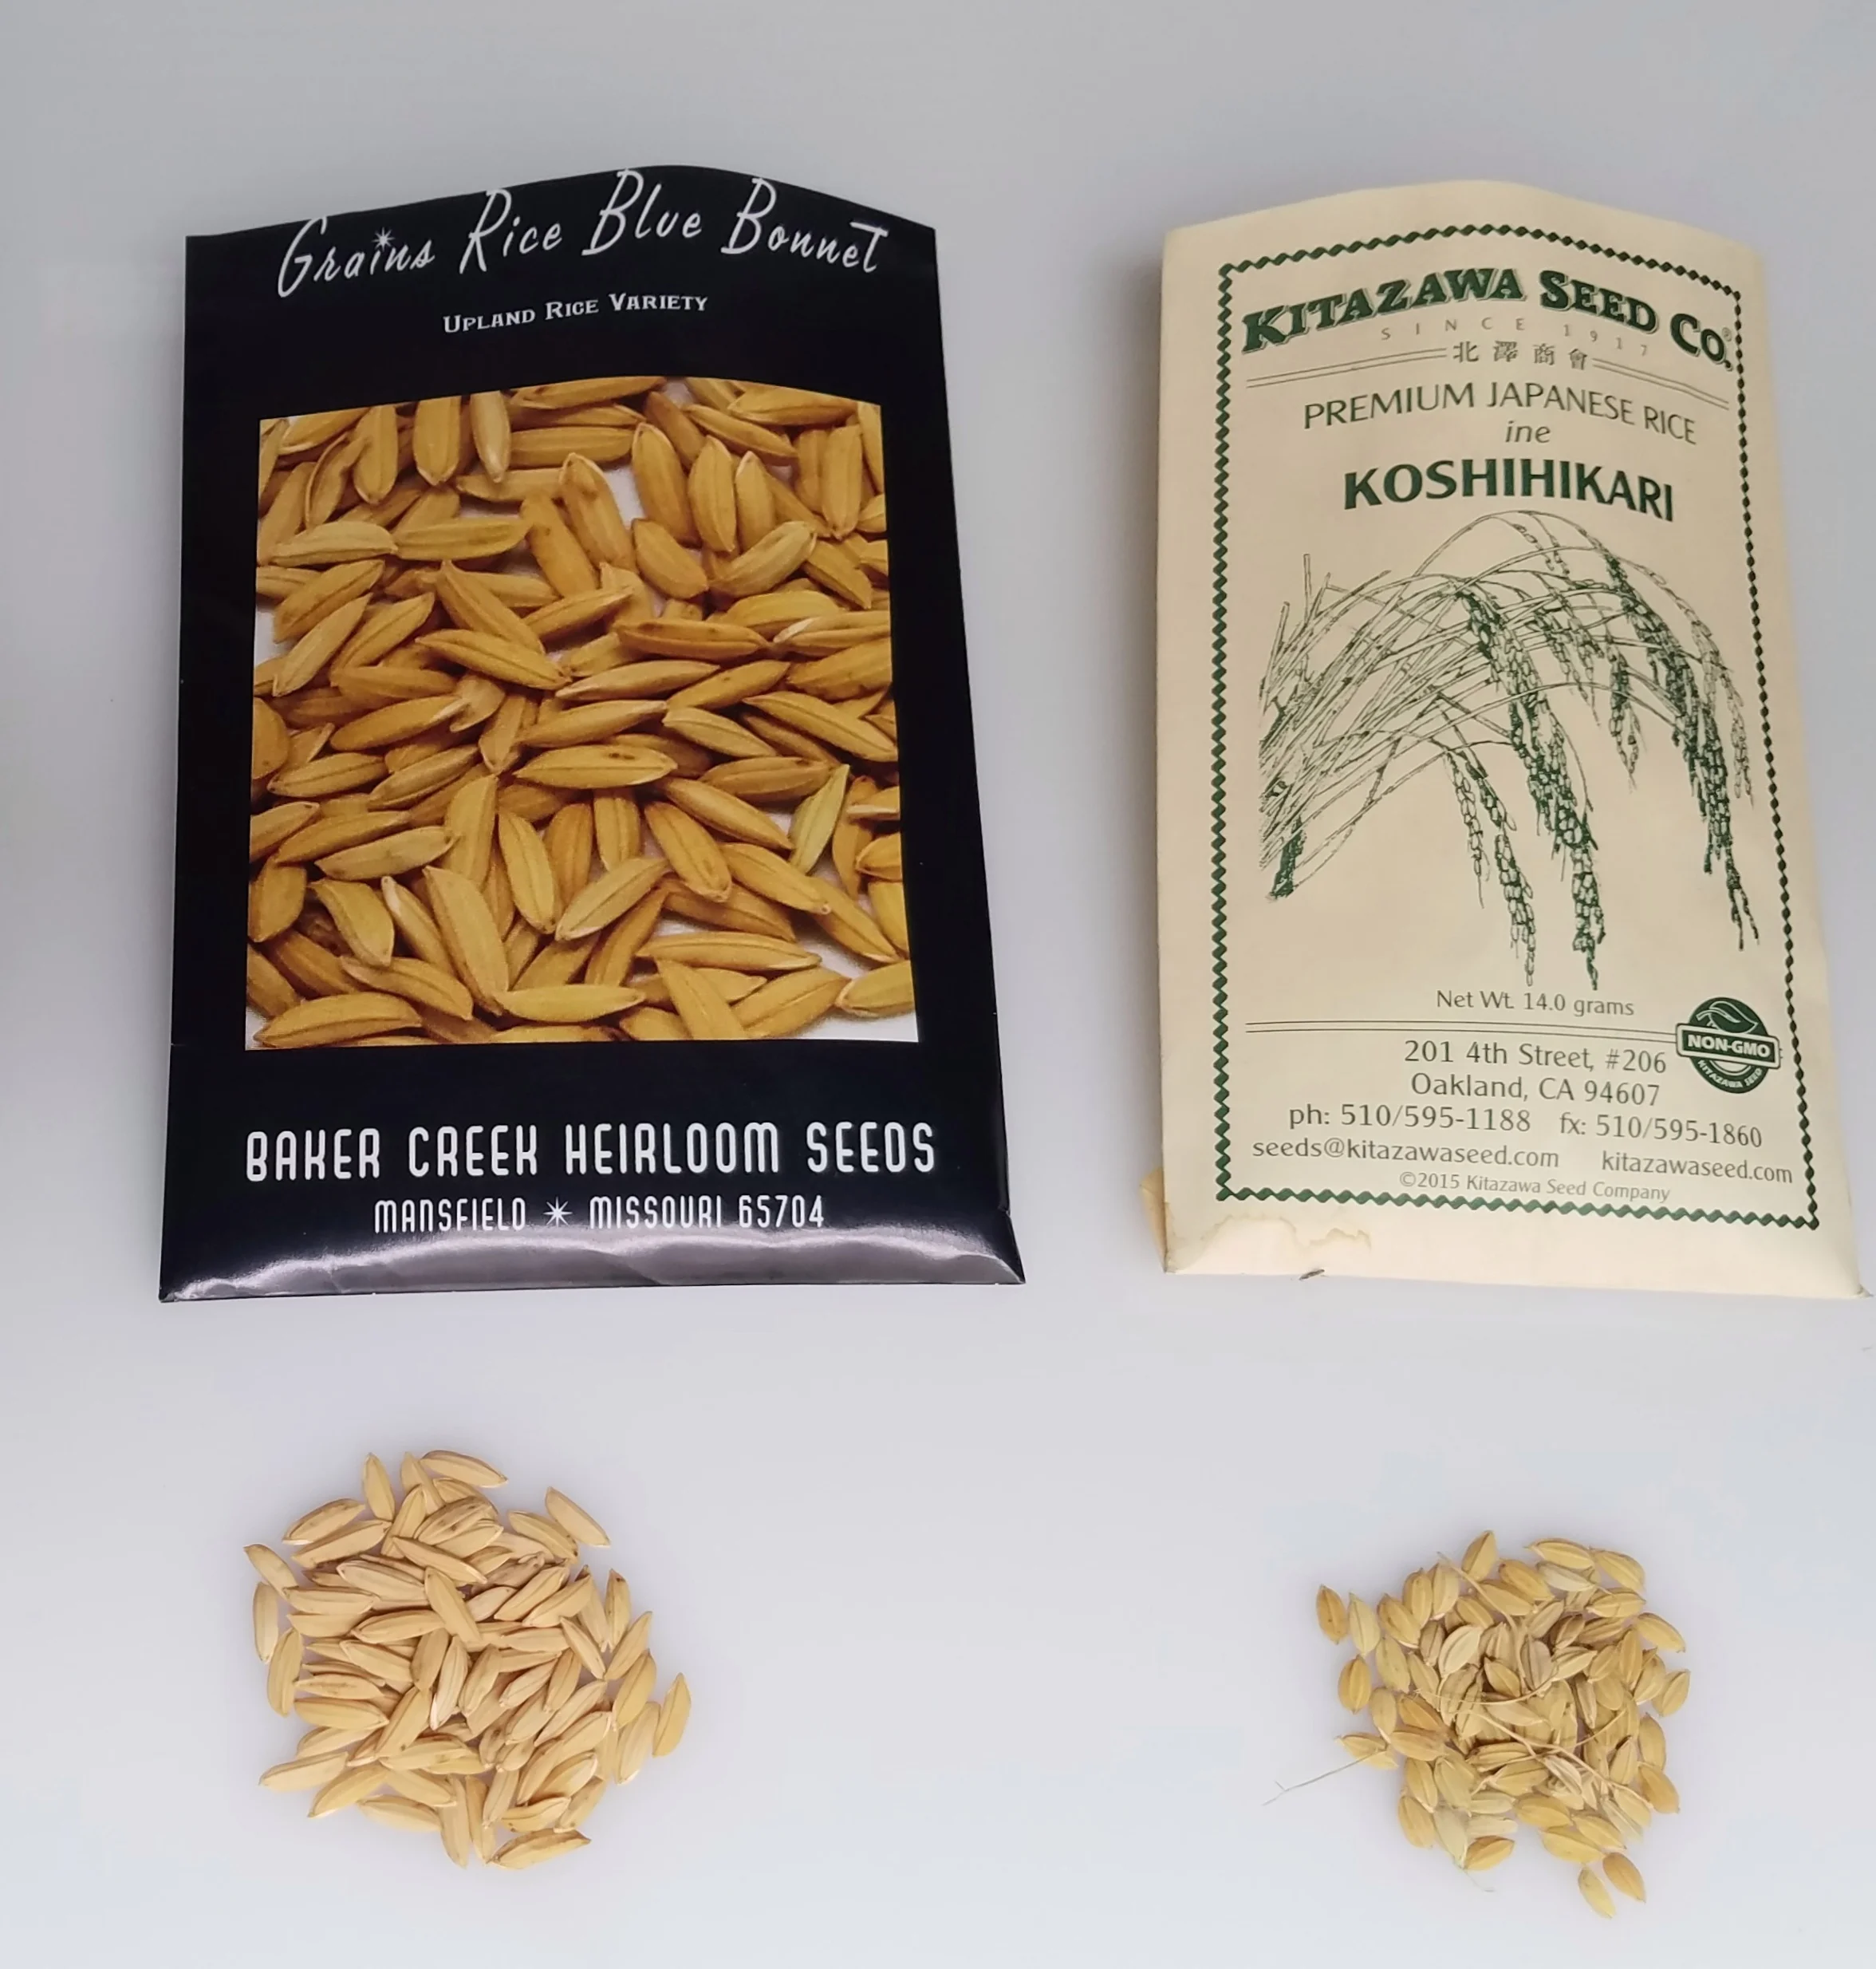 Grains Rice Blue Bonnet
Upland Rice Variety
BAKER CREEK HEIRLOOM SEEDS
MANSFIELD MISSOURI 65704
KITAZAWA SEED CO.®
SINCE 1917
北澤商會
PREMIUM JAPANESE RICE
ine
KOSHIHIKARI
Net Wt. 14.0 grams
NON-GMO
KITAZAWA SEED
201 4th Street, #206
Oakland, CA 94607
ph: 510/595-1188 fx: 510/595-1860
seeds@kitazawaseed.com kitazawaseed.com
©2015 Kitazawa Seed Company